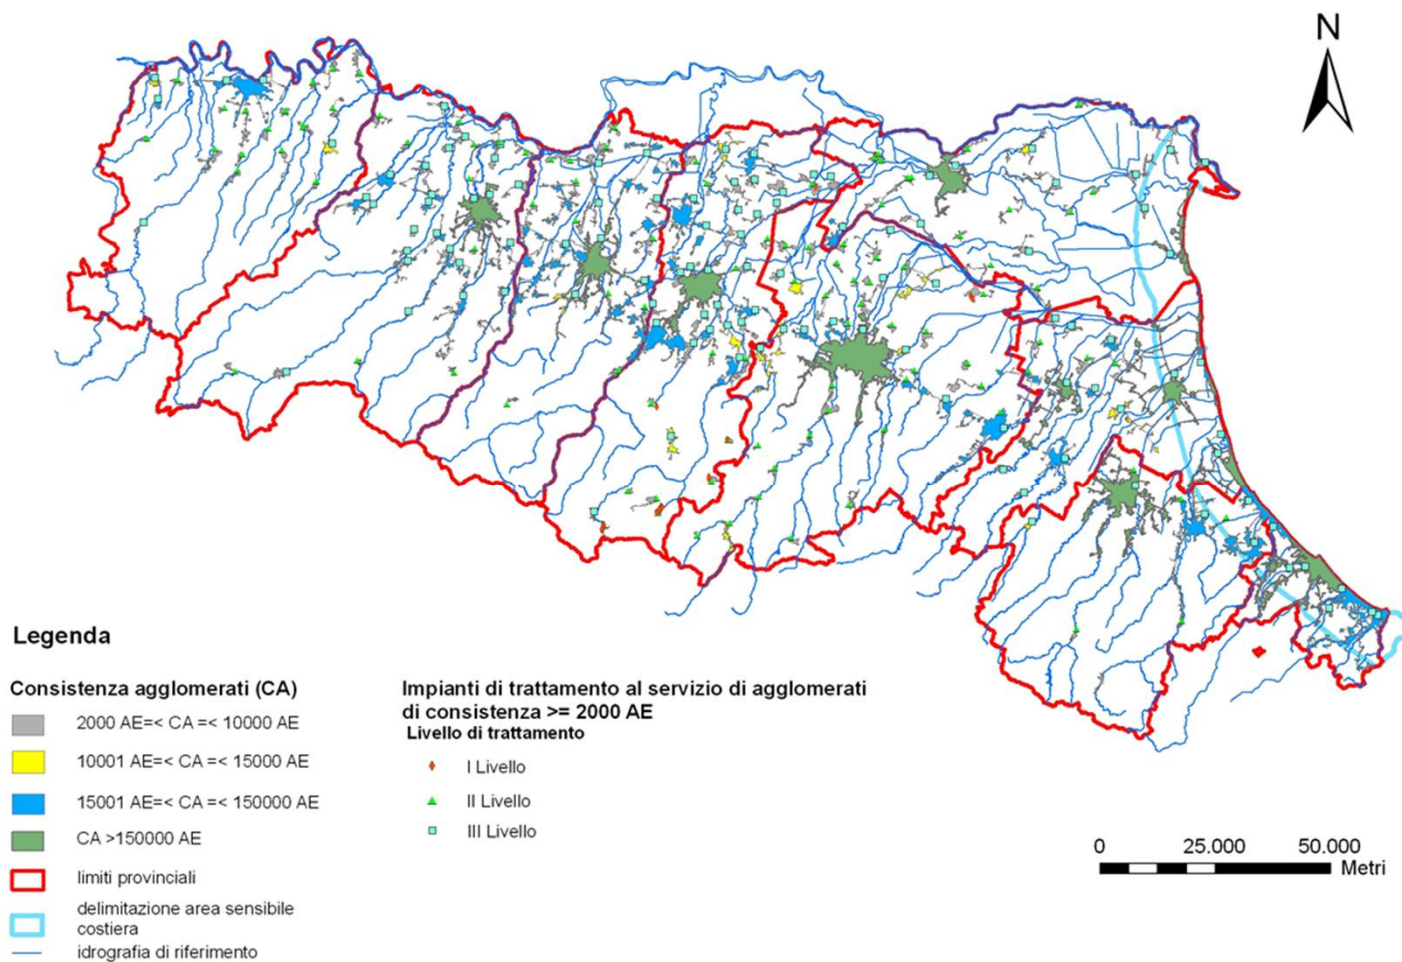 N
Legenda
Consistenza agglomerati (CA)
2000 AE=< CA =< 10000 AE
10001 AE=< CA =< 15000 AE
15001 AE=< CA =< 150000 AE
CA >150000 AE
limiti provinciali
delimitazione area sensibile
costiera
idrografia di riferimento
Impianti di trattamento al servizio di agglomerati
di consistenza >= 2000 AE
Livello di trattamento
I Livello
II Livello
III Livello
0 25.000 50.000
Metri